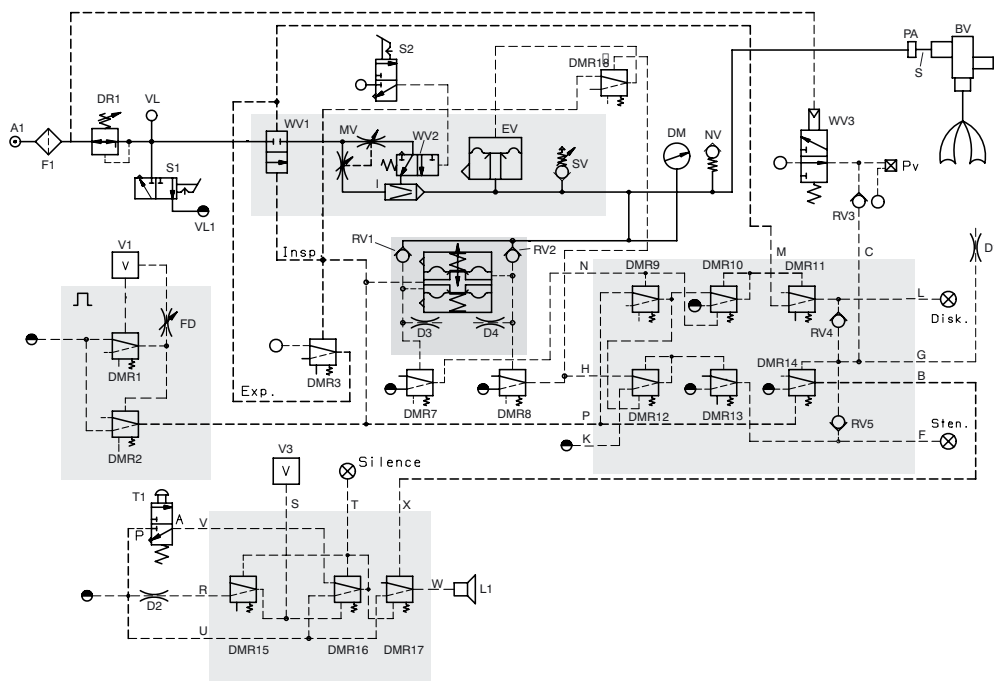 PA
BV
S
S2
DMR18
DR1
VL
A1
F1
WV1
MV
WV2
EV
DM
NV
WV3
SV
S1
VL1
Pv
RV3
I
V1
V
Insp.
RV1
RV2
N
DMR9
DMR10
M
DMR11
C
D
L
Disk.
RV4
FD
D3
D4
DMR1
DMR3
H
DMR14
G
B
Exp.
DMR7
DMR8
DMR12
DMR13
P
RV5
Sten.
F
K
DMR2
V3
V
Silence
T1
A
P
V
S
T
X
D2
R
W
L1
U
DMR15
DMR16
DMR17